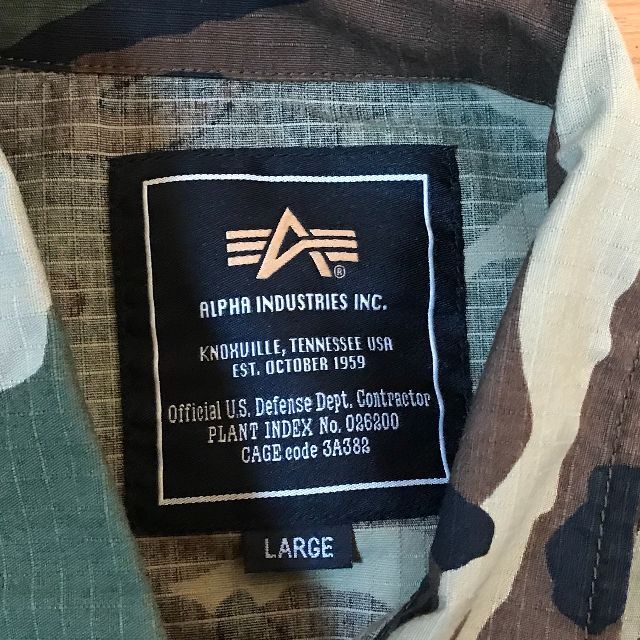 ®
ALPHA INDUSTRIES INC.
KNOXVILLE, TENNESSEE USA
EST. OCTOBER 1959
Official U.S. Defense Dept. Contractor
PLANT INDEX No. 026200
CAGE code 3A382
LARGE